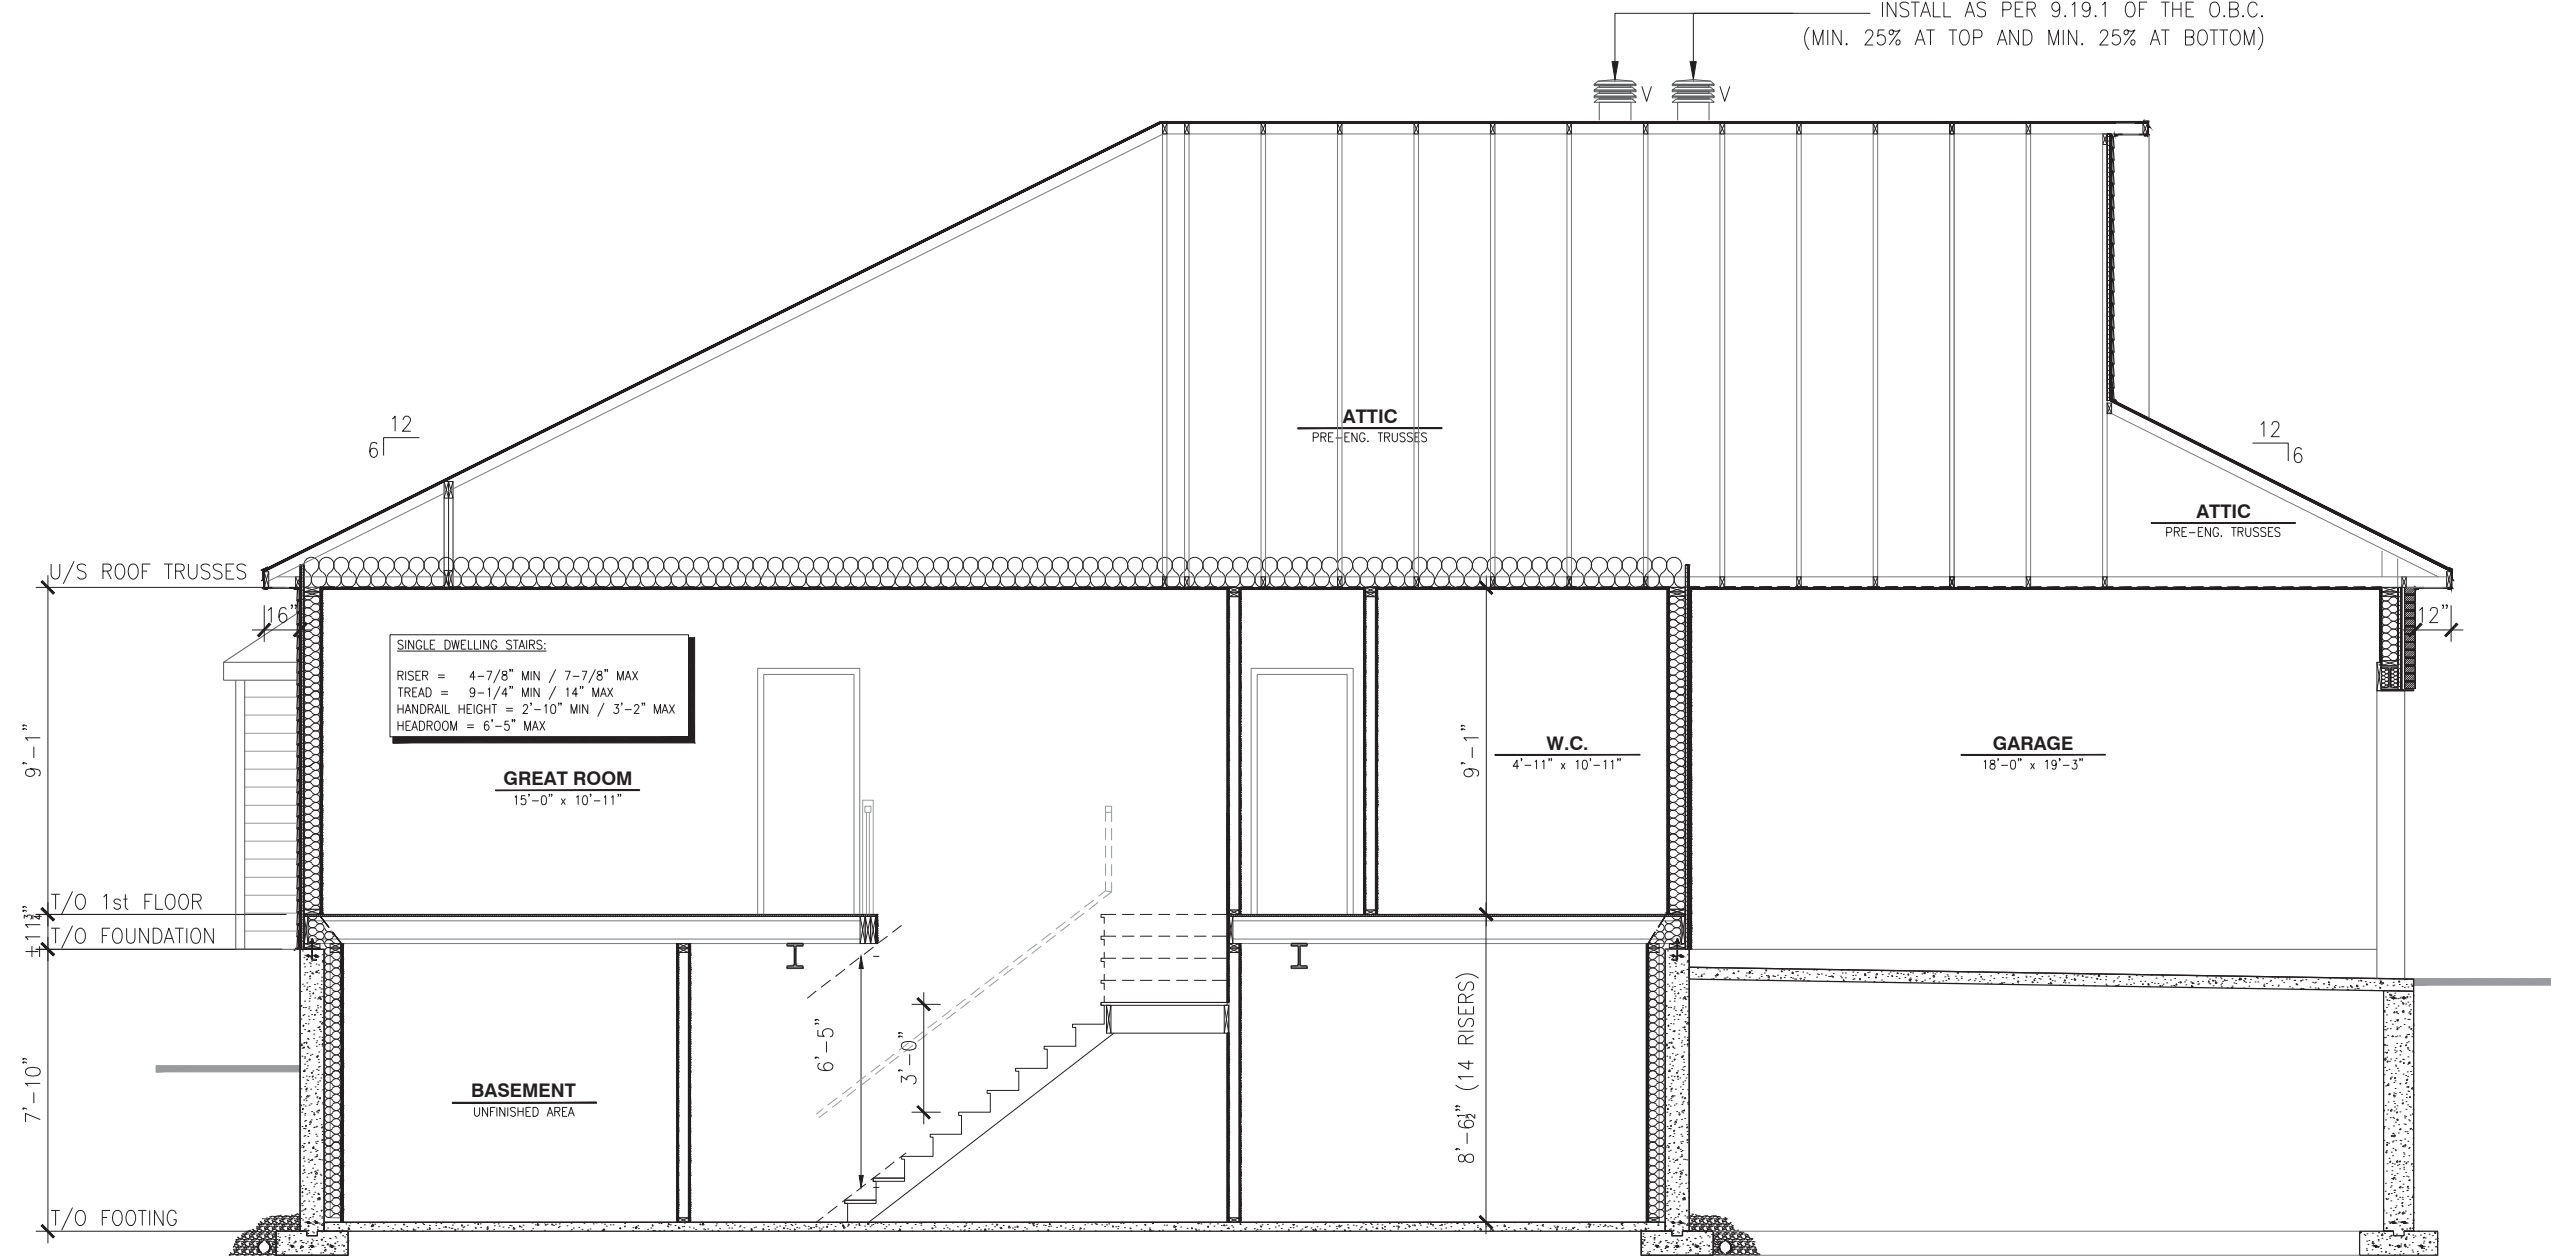 INSTALL AS PER 9.19.1 OF THE O.B.C.
(MIN. 25% AT TOP AND MIN. 25% AT BOTTOM)
V
V
12
6
ATTIC
PRE-ENG. TRUSSES
12
6
ATTIC
PRE-ENG. TRUSSES
U/S ROOF TRUSSES
16"
12"
SINGLE DWELLING STAIRS:
RISER = 4-7/8" MIN / 7-7/8" MAX
TREAD = 9-1/4" MIN / 14" MAX
HANDRAIL HEIGHT = 2'-10" MIN / 3'-2" MAX
HEADROOM = 6'-5" MAX
9'-1"
GREAT ROOM
15'-0" x 10'-11"
9'-1"
W.C.
4'-11" x 10'-11"
GARAGE
18'-0" x 19'-3"
T/O 1st FLOOR
T/O FOUNDATION
7'-10"
BASEMENT
UNFINISHED AREA
6'-5"
3'-0"
8'-6½" (14 RISERS)
T/O FOOTING